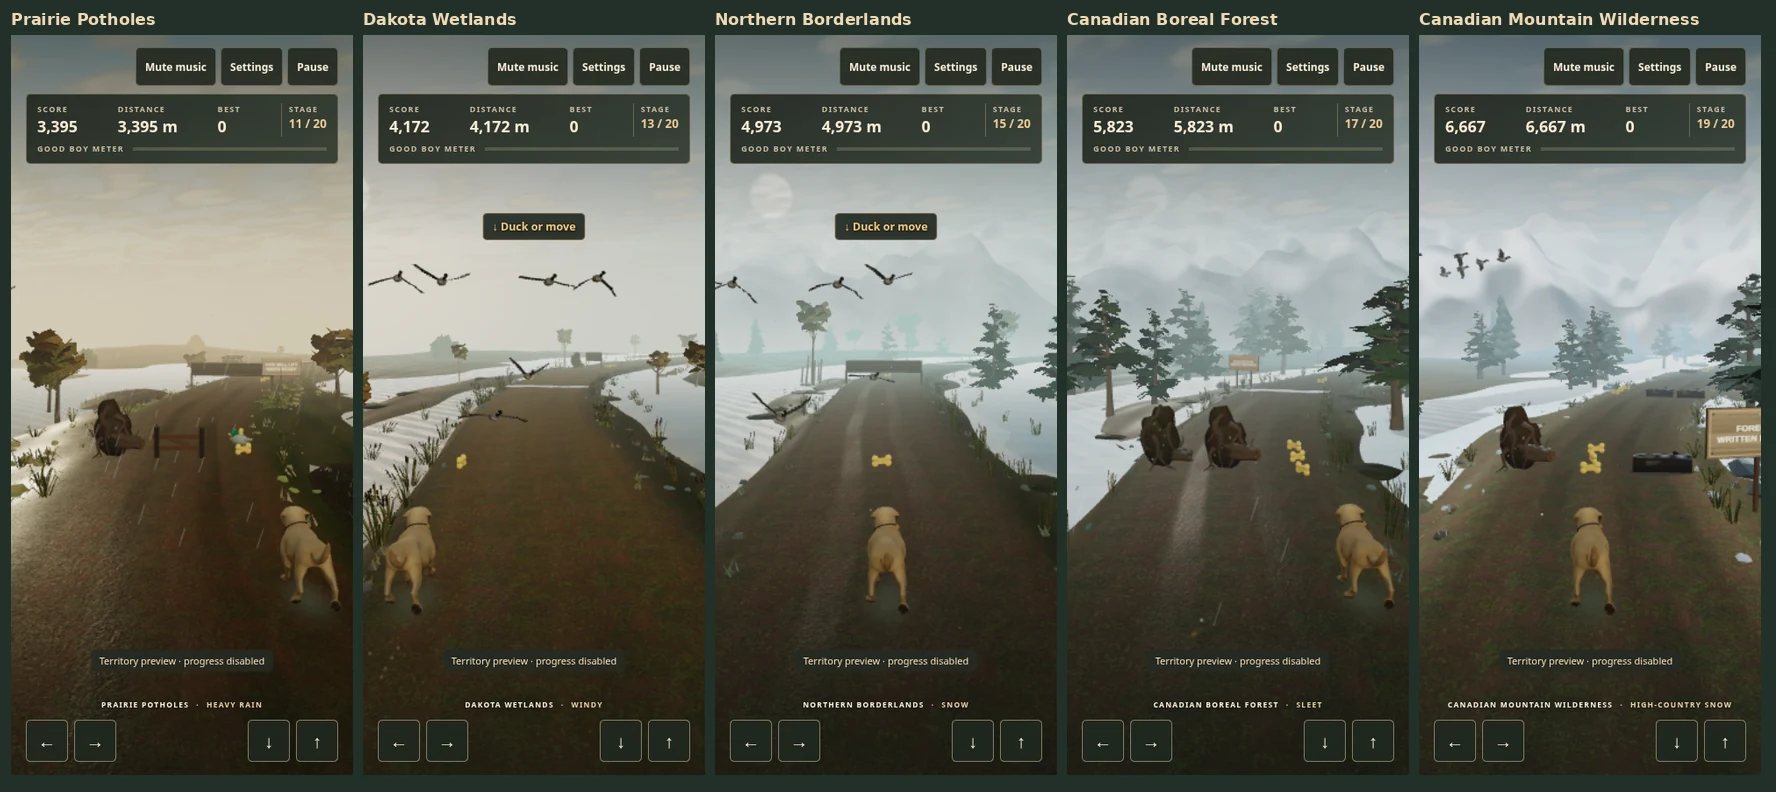 Prairie Potholes
Mute music
Settings
Pause
SCORE
DISTANCE
BEST
STAGE
3,395
3,395 m
0
11 / 20
GOOD BOY METER
Territory preview · progress disabled
PRAIRIE POTHOLES · HEAVY RAIN
← → ↓ ↑
Dakota Wetlands
Mute music
Settings
Pause
SCORE
DISTANCE
BEST
STAGE
4,172
4,172 m
0
13 / 20
GOOD BOY METER
↓ Duck or move
Territory preview · progress disabled
DAKOTA WETLANDS · WINDY
← → ↓ ↑
Northern Borderlands
Mute music
Settings
Pause
SCORE
DISTANCE
BEST
STAGE
4,973
4,973 m
0
15 / 20
GOOD BOY METER
↓ Duck or move
Territory preview · progress disabled
NORTHERN BORDERLANDS · SNOW
← → ↓ ↑
Canadian Boreal Forest
Mute music
Settings
Pause
SCORE
DISTANCE
BEST
STAGE
5,823
5,823 m
0
17 / 20
GOOD BOY METER
Territory preview · progress disabled
CANADIAN BOREAL FOREST · SLEET
← → ↓ ↑
Canadian Mountain Wilderness
Mute music
Settings
Pause
SCORE
DISTANCE
BEST
STAGE
6,667
6,667 m
0
19 / 20
GOOD BOY METER
FORE
WRITTEN
Territory preview · progress disabled
CANADIAN MOUNTAIN WILDERNESS · HIGH-COUNTRY SNOW
← → ↓ ↑